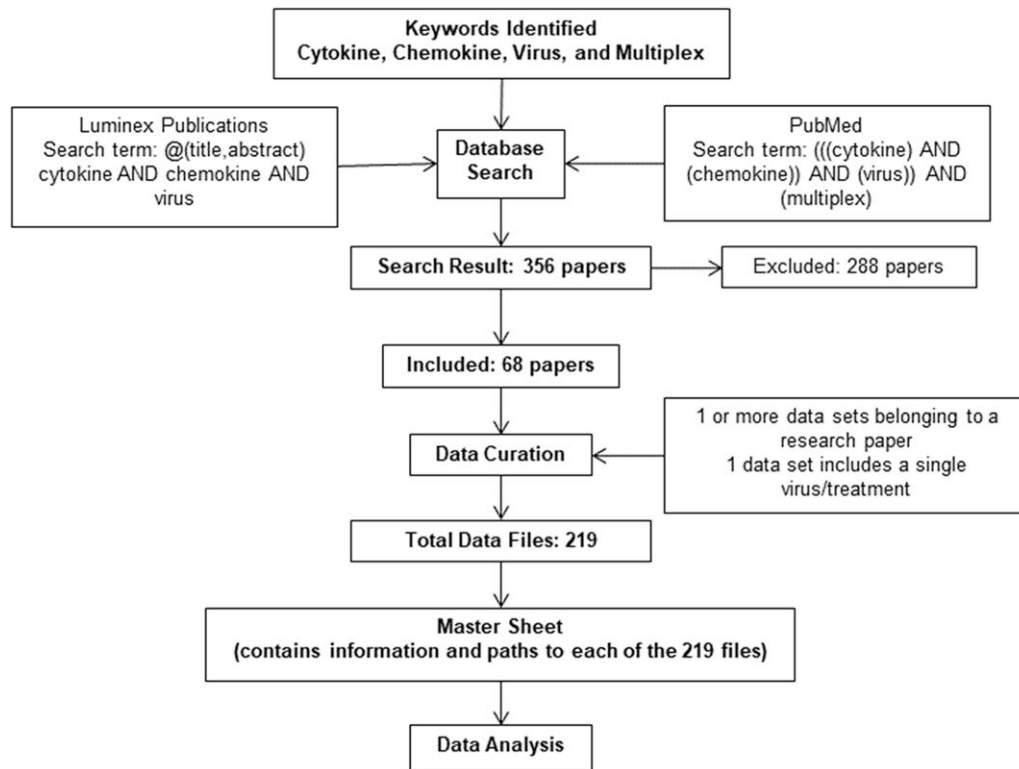 Keywords Identified
Cytokine, Chemokine, Virus, and Multiplex
Luminex Publications
Search term: @(title,abstract)
cytokine AND chemokine AND
virus
Database
Search
PubMed
Search term: (((cytokine) AND
(chemokine)) AND (virus)) AND
(multiplex)
Search Result: 356 papers
Excluded: 288 papers
Included: 68 papers
Data Curation
1 or more data sets belonging to a
research paper
1 data set includes a single
virus/treatment
Total Data Files: 219
Master Sheet
(contains information and paths to each of the 219 files)
Data Analysis